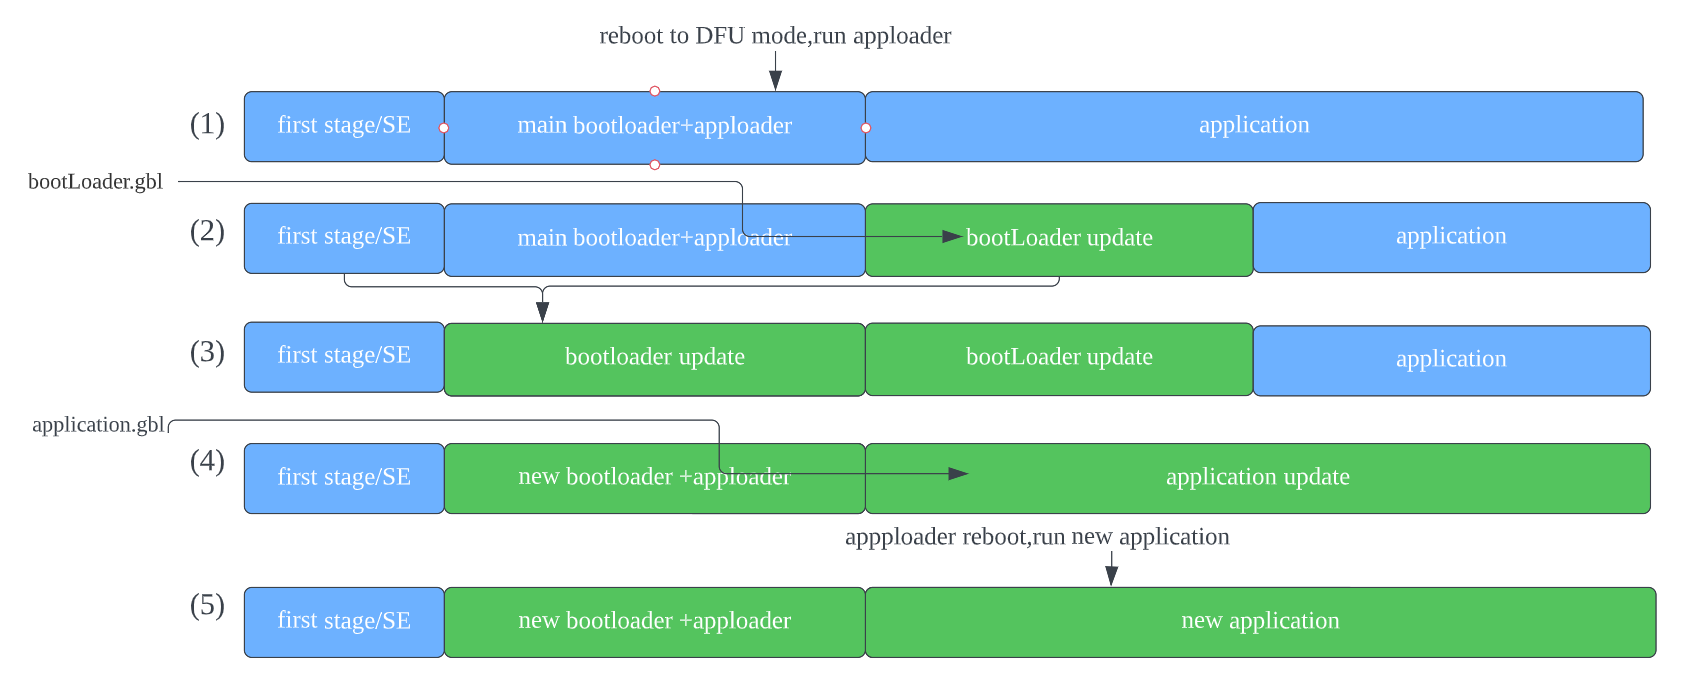 reboot to DFU mode,run apploader
(1)
first stage/SE
main bootloader+apploader
application
bootLoader.gbl
(2)
first stage/SE
main bootloader+apploader
bootLoader update
application
(3)
first stage/SE
bootloader update
bootLoader update
application
application.gbl
(4)
first stage/SE
new bootloader +apploader
application update
appploader reboot,run new application
(5)
first stage/SE
new bootloader +apploader
new application